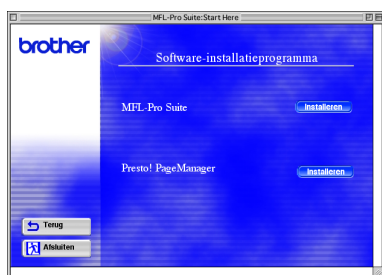 MFL-Pro Suite:Start Here
brother
Software-installatieprogramma
MFL-Pro Suite
Installeren
Presto! PageManager
Installeren
Terug
Afsluiten